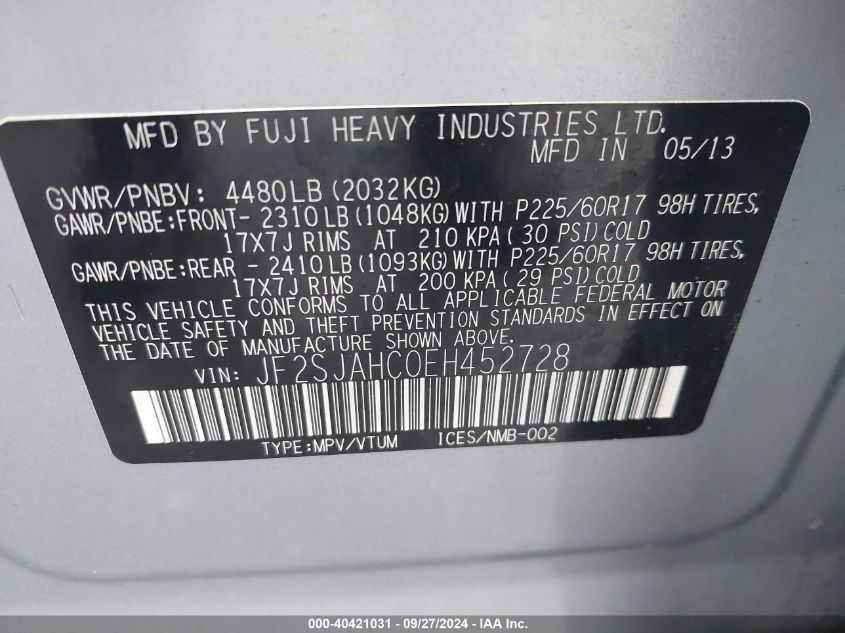 MFD BY FUJI HEAVY INDUSTRIES LTD.
MFD IN 05/13
GVWR/PNBV: 4480LB(2032KG)
GAWR/PNBE:FRONT- 2310LB(1048KG)WITH P225/60R17 98H TIRES,
17X7J RIMS AT 210 KPA(30 PSI)COLD
GAWR/PNBE:REAR - 2410LB(1093KG)WITH P225/60R17 98H TIRES,
17X7J RIMS AT 200 KPA(29 PSI)COLD
THIS VEHICLE CONFORMS TO ALL APPLICABLE FEDERAL MOTOR
VEHICLE SAFETY AND THEFT PREVENTION STANDARDS IN EFFECT ON
THE DATE OF MANUFACTURE SHOWN ABOVE.
VIN: JF2SJAHC0EH452728
TYPE:MPV/VTUM ICES/NMB-002
000-40421031 - 09/27/2024 - IAA Inc.